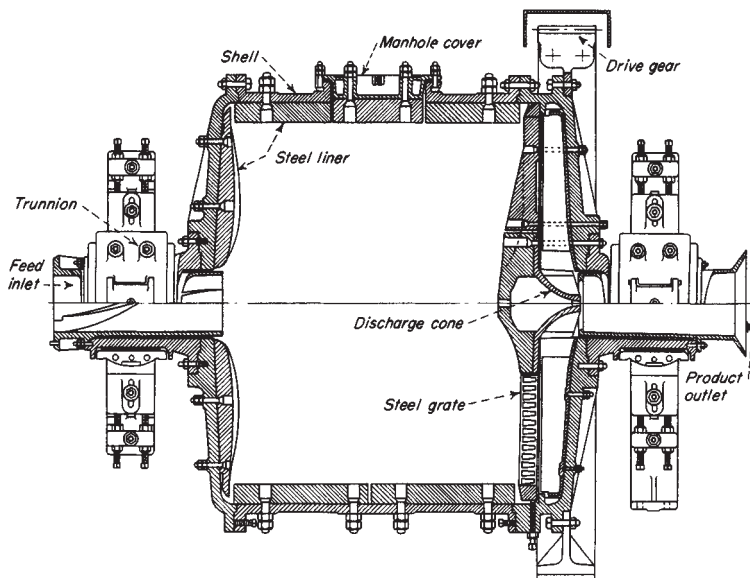 Manhole cover
Shell
Drive gear
Steel liner
Trunnion
Feed
inlet
Discharge cone
Product
outlet
Steel grate